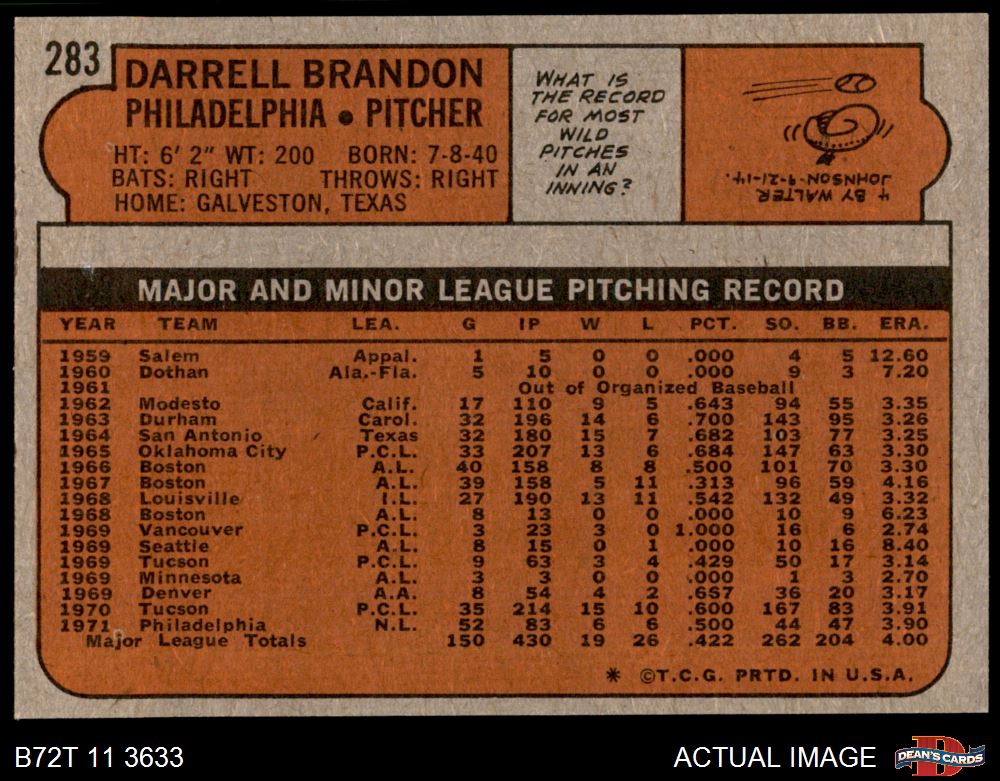 283
DARRELL BRANDON
PHILADELPHIA • PITCHER
HT: 6' 2" WT: 200 BORN: 7-8-40
BATS: RIGHT THROWS: RIGHT
HOME: GALVESTON, TEXAS
WHAT IS
THE RECORD
FOR MOST
WILD
PITCHES
IN AN
INNING?
4 BY WALTER
JOHNSON 9-21-14.
MAJOR AND MINOR LEAGUE PITCHING RECORD
YEAR TEAM LEA. G IP W L PCT. SO. BB. ERA.
1959 Salem Appal. 1 5 0 0 .000 4 5 12.60
1960 Dothan Ala.-Fla. 5 10 0 0 .000 9 3 7.20
1961 Out of Organized Baseball
1962 Modesto Calif. 17 110 9 5 .643 94 55 3.35
1963 Durham Carol. 32 196 14 6 .700 143 95 3.26
1964 San Antonio Texas 32 180 15 7 .682 103 77 3.25
1965 Oklahoma City P.C.L. 33 207 13 6 .684 147 63 3.30
1966 Boston A.L. 40 158 8 8 .500 101 70 3.30
1967 Boston A.L. 39 158 5 11 .313 96 59 4.16
1968 Louisville I.L. 27 190 13 11 .542 132 49 3.32
1968 Boston A.L. 8 13 0 0 .000 10 9 6.23
1969 Vancouver P.C.L. 3 23 3 0 1.000 16 6 2.74
1969 Seattle A.L. 8 15 0 1 .000 10 16 8.40
1969 Tucson P.C.L. 9 63 3 4 .429 50 17 3.14
1969 Minnesota A.L. 3 3 0 0 .000 1 3 2.70
1969 Denver A.A. 8 54 4 2 .667 36 20 3.17
1970 Tucson P.C.L. 35 214 15 10 .600 167 83 3.91
1971 Philadelphia N.L. 52 83 6 6 .500 44 47 3.90
Major League Totals 150 430 19 26 .422 262 204 4.00
* ©T.C.G. PRTD. IN U.S.A.
B72T 11 3633 ACTUAL IMAGE
DEAN'S CARDS